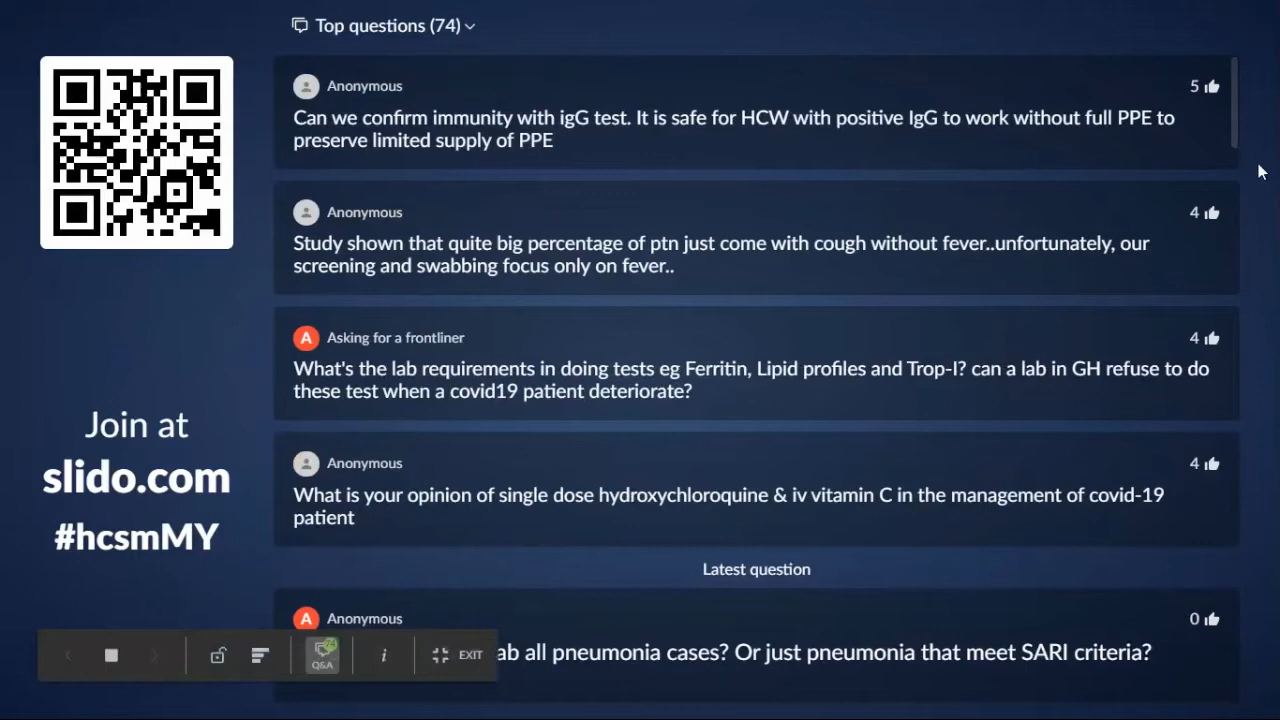 Top questions (74)
Anonymous
5
Can we confirm immunity with igG test. It is safe for HCW with positive IgG to work without full PPE to
preserve limited supply of PPE
Anonymous
4
Study shown that quite big percentage of ptn just come with cough without fever..unfortunately, our
screening and swabbing focus only on fever..
A
Asking for a frontliner
4
What's the lab requirements in doing tests eg Ferritin, Lipid profiles and Trop-I? can a lab in GH refuse to do
these test when a covid19 patient deteriorate?
Anonymous
4
What is your opinion of single dose hydroxychloroquine & iv vitamin C in the management of covid-19
patient
Latest question
A
Anonymous
0
ab all pneumonia cases? Or just pneumonia that meet SARI criteria?
Join at
slido.com
#hcsmMY
74
Q&A
i
EXIT